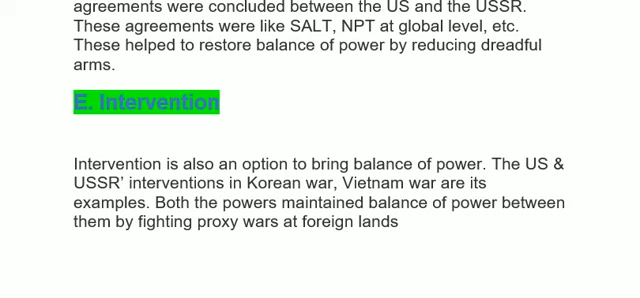 agreements were concluded between the US and the USSR.
These agreements were like SALT, NPT at global level, etc.
These helped to restore balance of power by reducing dreadful
arms.
E. Intervention
Intervention is also an option to bring balance of power. The US &
USSR’ interventions in Korean war, Vietnam war are its
examples. Both the powers maintained balance of power between
them by fighting proxy wars at foreign lands